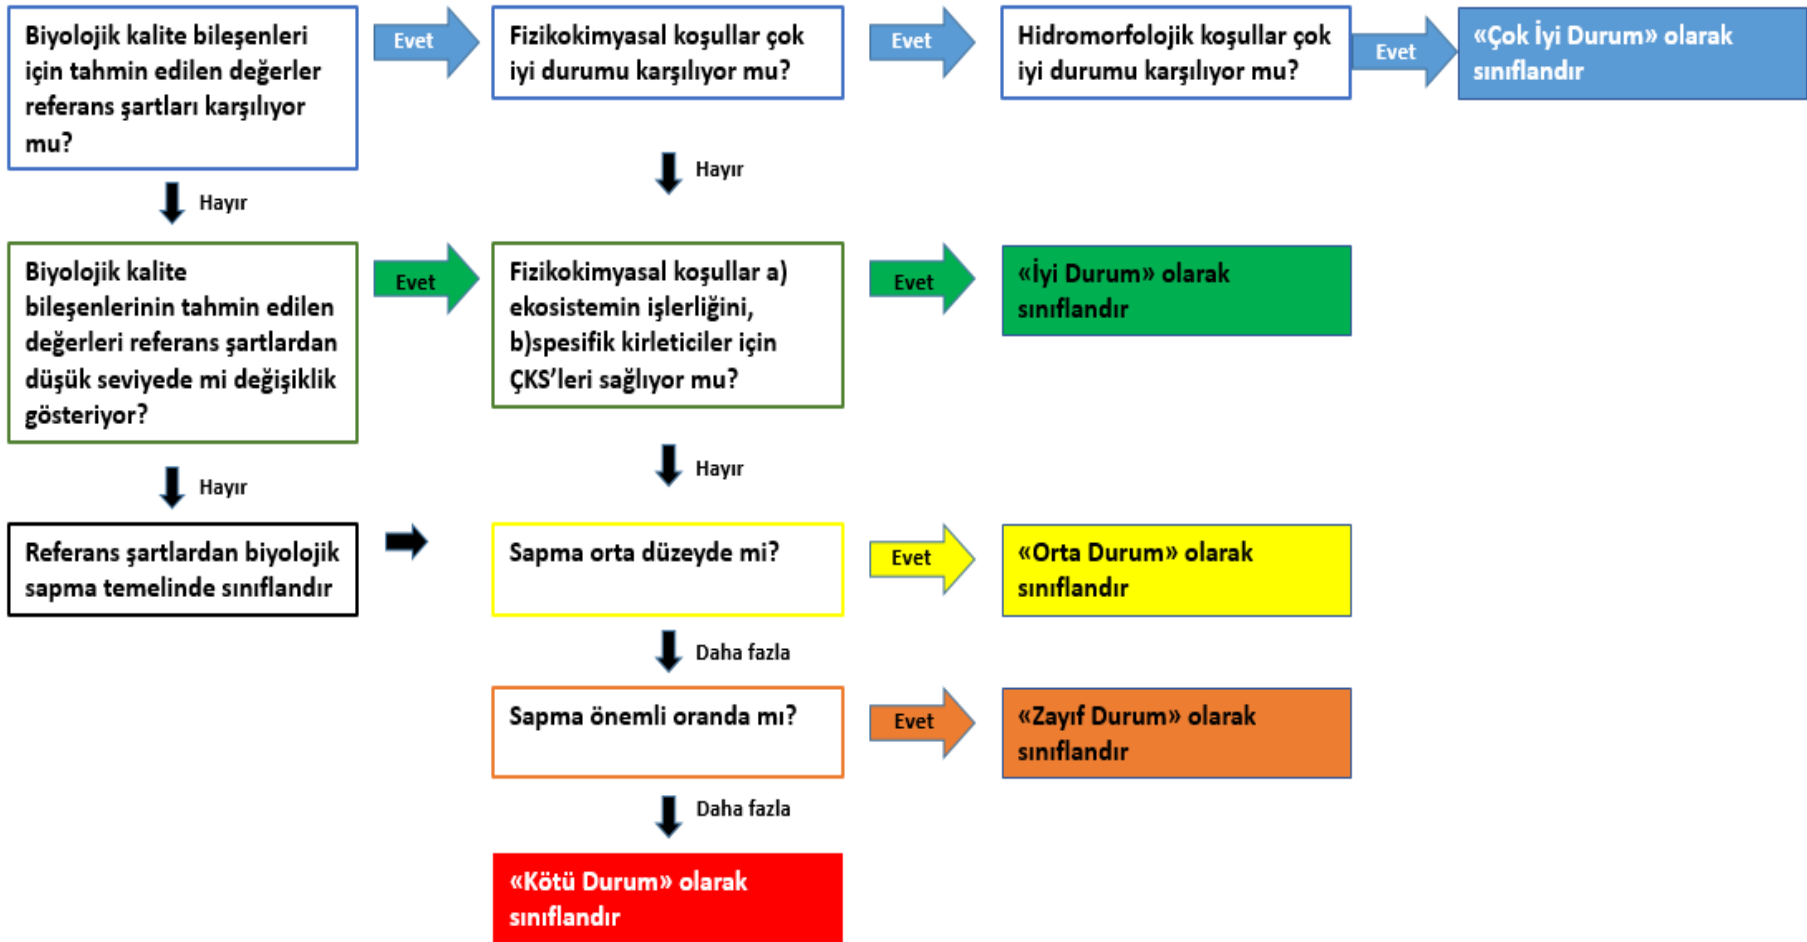 Biyolojik kalite bileşenleri
için tahmin edilen değerler
referans şartları karşılıyor
mu?
Evet
Fizikokimyasal koşullar çok
iyi durumu karşılıyor mu?
Evet
Hidromorfolojik koşullar çok
iyi durumu karşılıyor mu?
Evet
«Çok İyi Durum» olarak
sınıflandır
Hayır
Hayır
Biyolojik kalite
bileşenlerinin tahmin edilen
değerleri referans şartlardan
düşük seviyede mi değişiklik
gösteriyor?
Evet
Fizikokimyasal koşullar a)
ekosistemin işlerliğini,
b)spesifik kirleticiler için
ÇKS’leri sağlıyor mu?
Evet
«İyi Durum» olarak
sınıflandır
Hayır
Hayır
Referans şartlardan biyolojik
sapma temelinde sınıflandır
Sapma orta düzeyde mi?
Evet
«Orta Durum» olarak
sınıflandır
Daha fazla
Sapma önemli oranda mı?
Evet
«Zayıf Durum» olarak
sınıflandır
Daha fazla
«Kötü Durum» olarak
sınıflandır